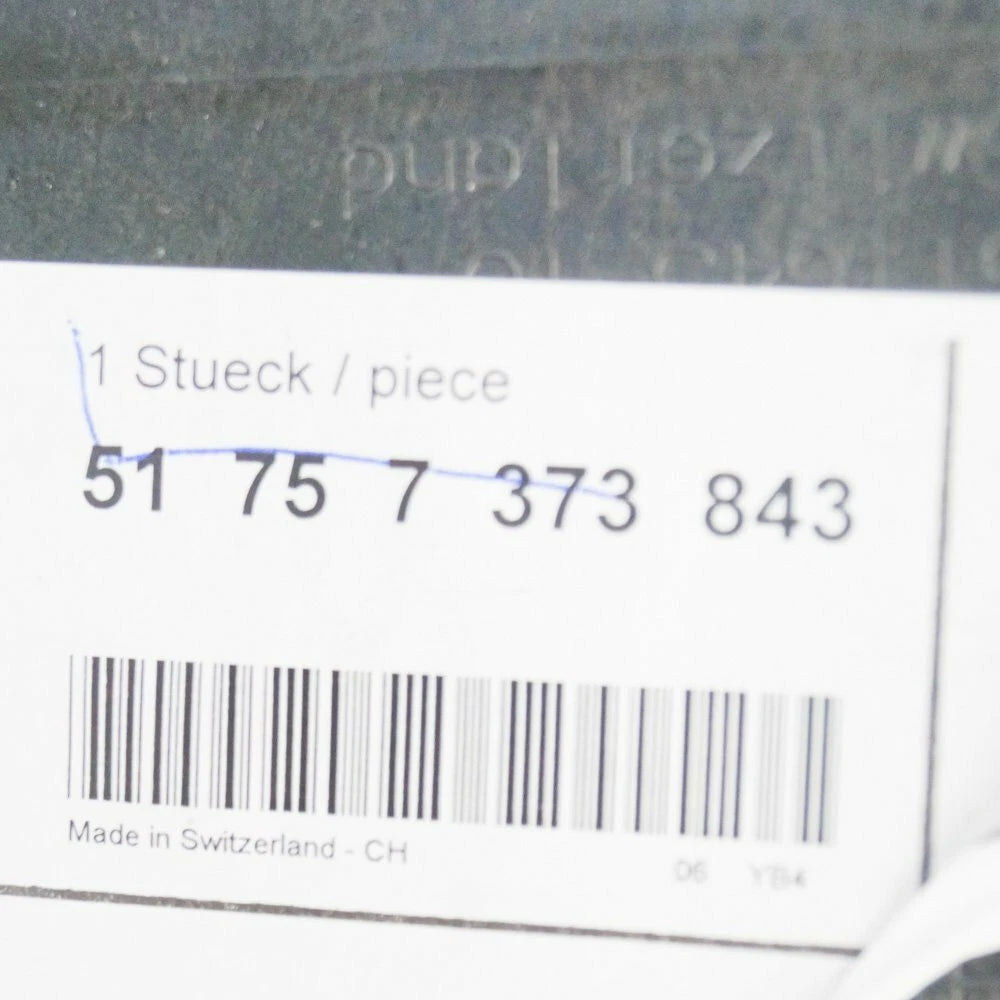 1 Stueck / piece
51 75 7 373 843
Made in Switzerland - CH
06 YB4